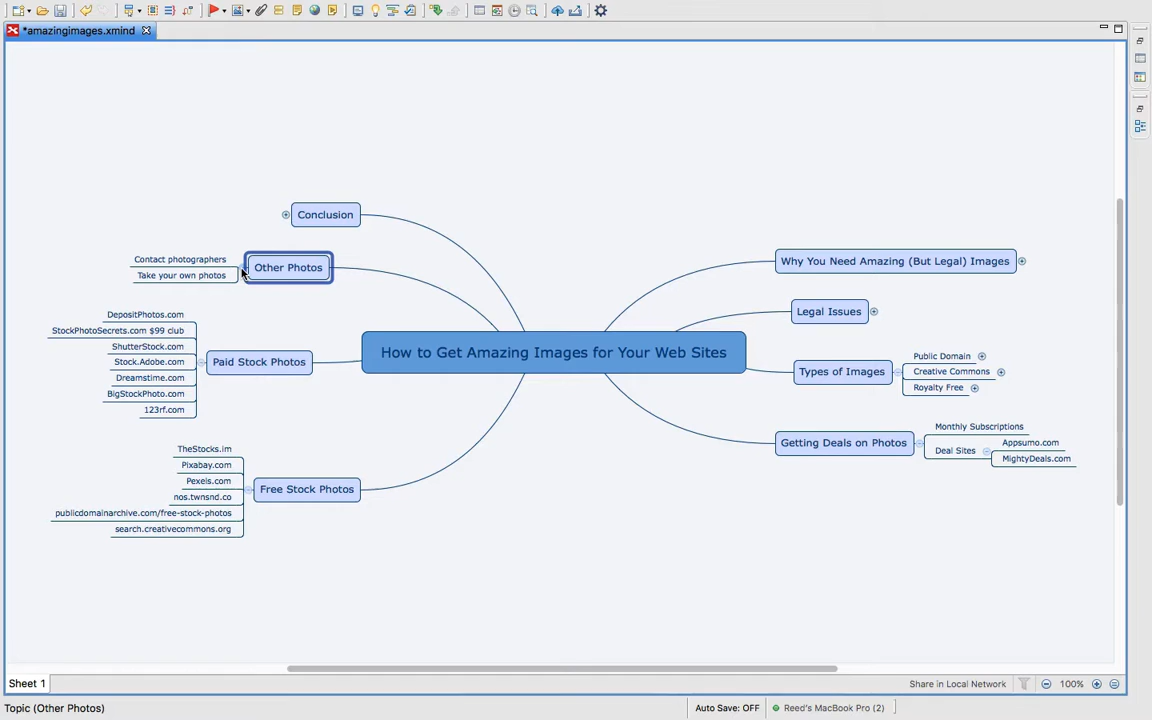 *amazingimages.xmind
Conclusion
Contact photographers
Take your own photos
Other Photos
DepositPhotos.com
StockPhotoSecrets.com $99 club
ShutterStock.com
Stock.Adobe.com
Dreamstime.com
BigStockPhoto.com
123rf.com
Paid Stock Photos
TheStocks.im
Pixabay.com
Pexels.com
nos.twnsnd.co
publicdomainarchive.com/free-stock-photos
search.creativecommons.org
Free Stock Photos
How to Get Amazing Images for Your Web Sites
Why You Need Amazing (But Legal) Images
Legal Issues
Types of Images
Public Domain
Creative Commons
Royalty Free
Getting Deals on Photos
Monthly Subscriptions
Deal Sites
Appsumo.com
MightyDeals.com
Sheet 1
Share in Local Network
100%
Topic (Other Photos)
Auto Save: OFF
Reed's MacBook Pro (2)